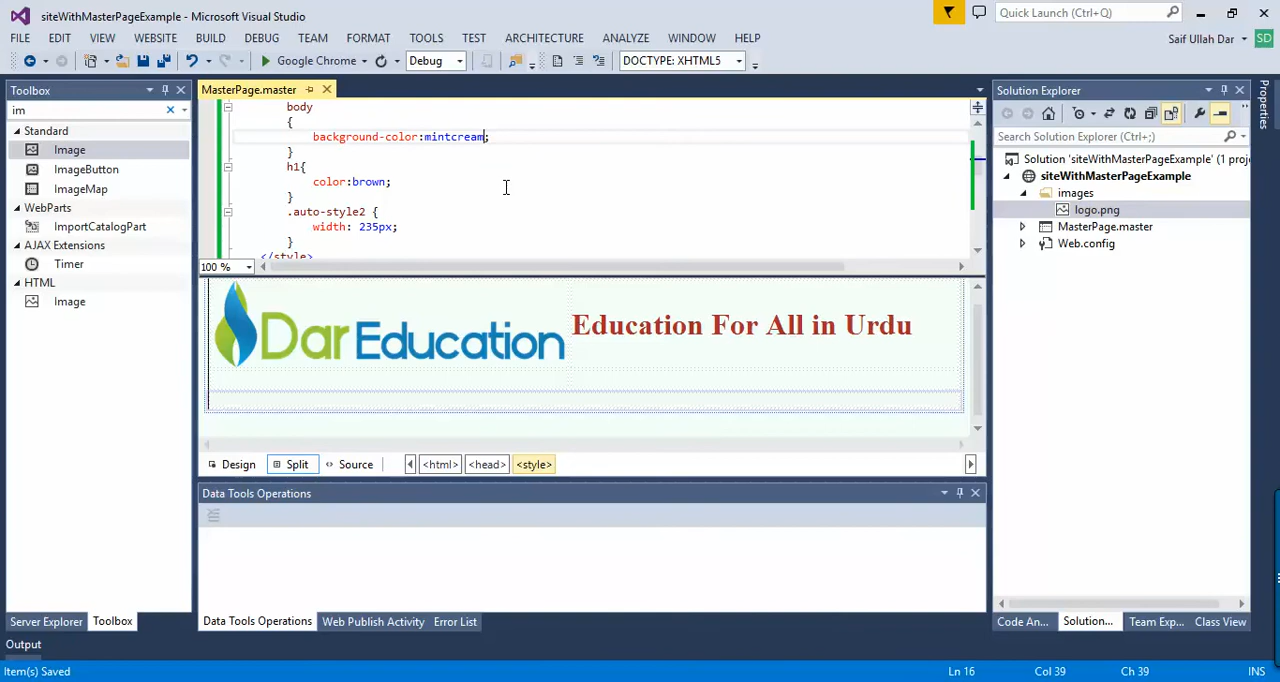 siteWithMasterPageExample - Microsoft Visual Studio
Quick Launch (Ctrl+Q)
FILE EDIT VIEW WEBSITE BUILD DEBUG TEAM FORMAT TOOLS TEST ARCHITECTURE ANALYZE WINDOW HELP
Saif Ullah Dar SD
Google Chrome Debug DOCTYPE: XHTML5
Toolbox
im
Standard
Image
ImageButton
ImageMap
WebParts
ImportCatalogPart
AJAX Extensions
Timer
HTML
Image
Server Explorer Toolbox
MasterPage.master
body
{
background-color:mintcream;
}
h1{
color:brown;
}
.auto-style2 {
width: 235px;
}
</style>
100 %
Dar Education
Education For All in Urdu
Design Split Source <html> <head> <style>
Data Tools Operations
Data Tools Operations Web Publish Activity Error List
Solution Explorer
Search Solution Explorer (Ctrl+;)
Solution 'siteWithMasterPageExample' (1 proj
siteWithMasterPageExample
images
logo.png
MasterPage.master
Web.config
Code An... Solution... Team Exp... Class View
Properties
Output
Item(s) Saved Ln 16 Col 39 Ch 39 INS